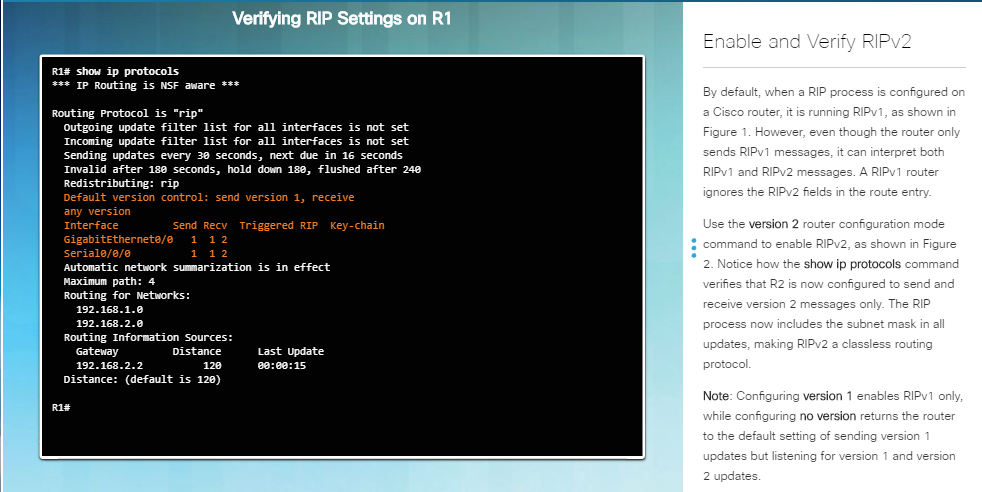 Verifying RIP Settings on R1
R1# show ip protocols
*** IP Routing is NSF aware ***
Routing Protocol is "rip"
Outgoing update filter list for all interfaces is not set
Incoming update filter list for all interfaces is not set
Sending updates every 30 seconds, next due in 16 seconds
Invalid after 180 seconds, hold down 180, flushed after 240
Redistributing: rip
Default version control: send version 1, receive
any version
Interface Send Recv Triggered RIP Key-chain
GigabitEthernet0/0 1 1 2
Serial0/0/0 1 1 2
Automatic network summarization is in effect
Maximum path: 4
Routing for Networks:
192.168.1.0
192.168.2.0
Routing Information Sources:
Gateway Distance Last Update
192.168.2.2 120 00:00:15
Distance: (default is 120)
R1#
Enable and Verify RIPv2
By default, when a RIP process is configured on
a Cisco router, it is running RIPv1, as shown in
Figure 1. However, even though the router only
sends RIPv1 messages, it can interpret both
RIPv1 and RIPv2 messages. A RIPv1 router
ignores the RIPv2 fields in the route entry.
Use the version 2 router configuration mode
command to enable RIPv2, as shown in Figure
2. Notice how the show ip protocols command
verifies that R2 is now configured to send and
receive version 2 messages only. The RIP
process now includes the subnet mask in all
updates, making RIPv2 a classless routing
protocol.
Note: Configuring version 1 enables RIPv1 only,
while configuring no version returns the router
to the default setting of sending version 1
updates but listening for version 1 and version
2 updates.